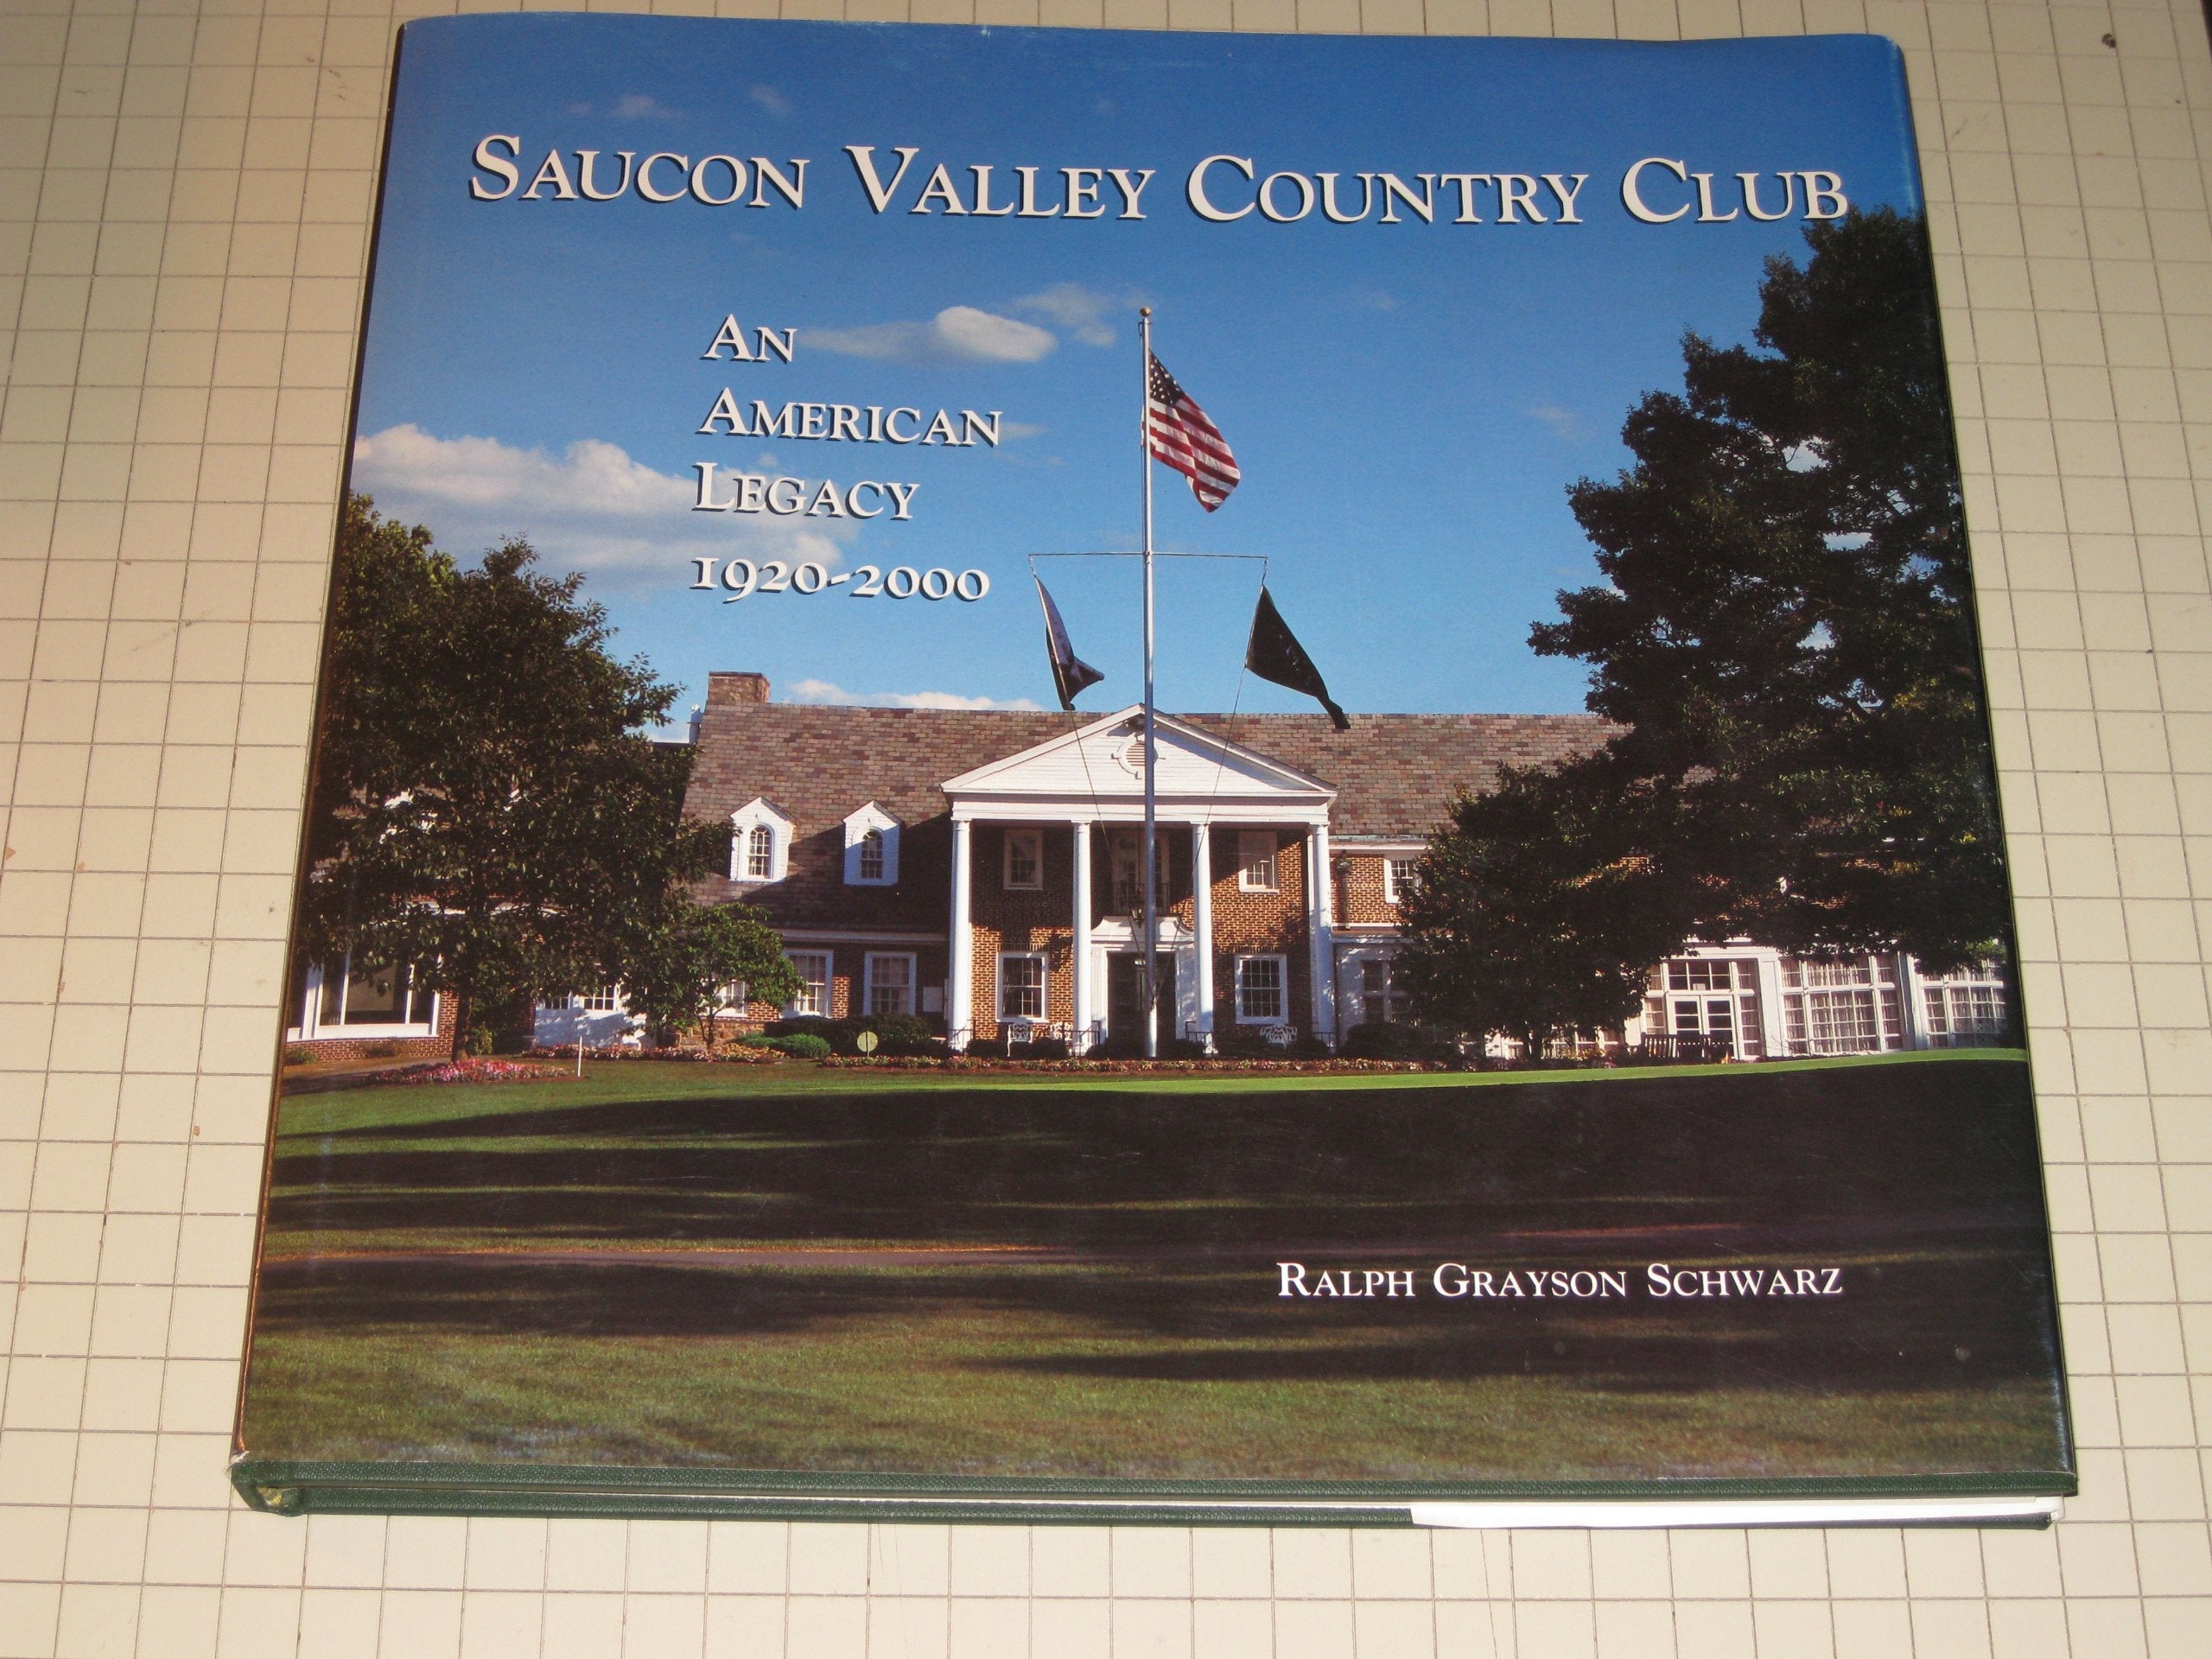 SAUCON VALLEY COUNTRY CLUB
AN
AMERICAN
LEGACY
1920-2000
RALPH GRAYSON SCHWARZ